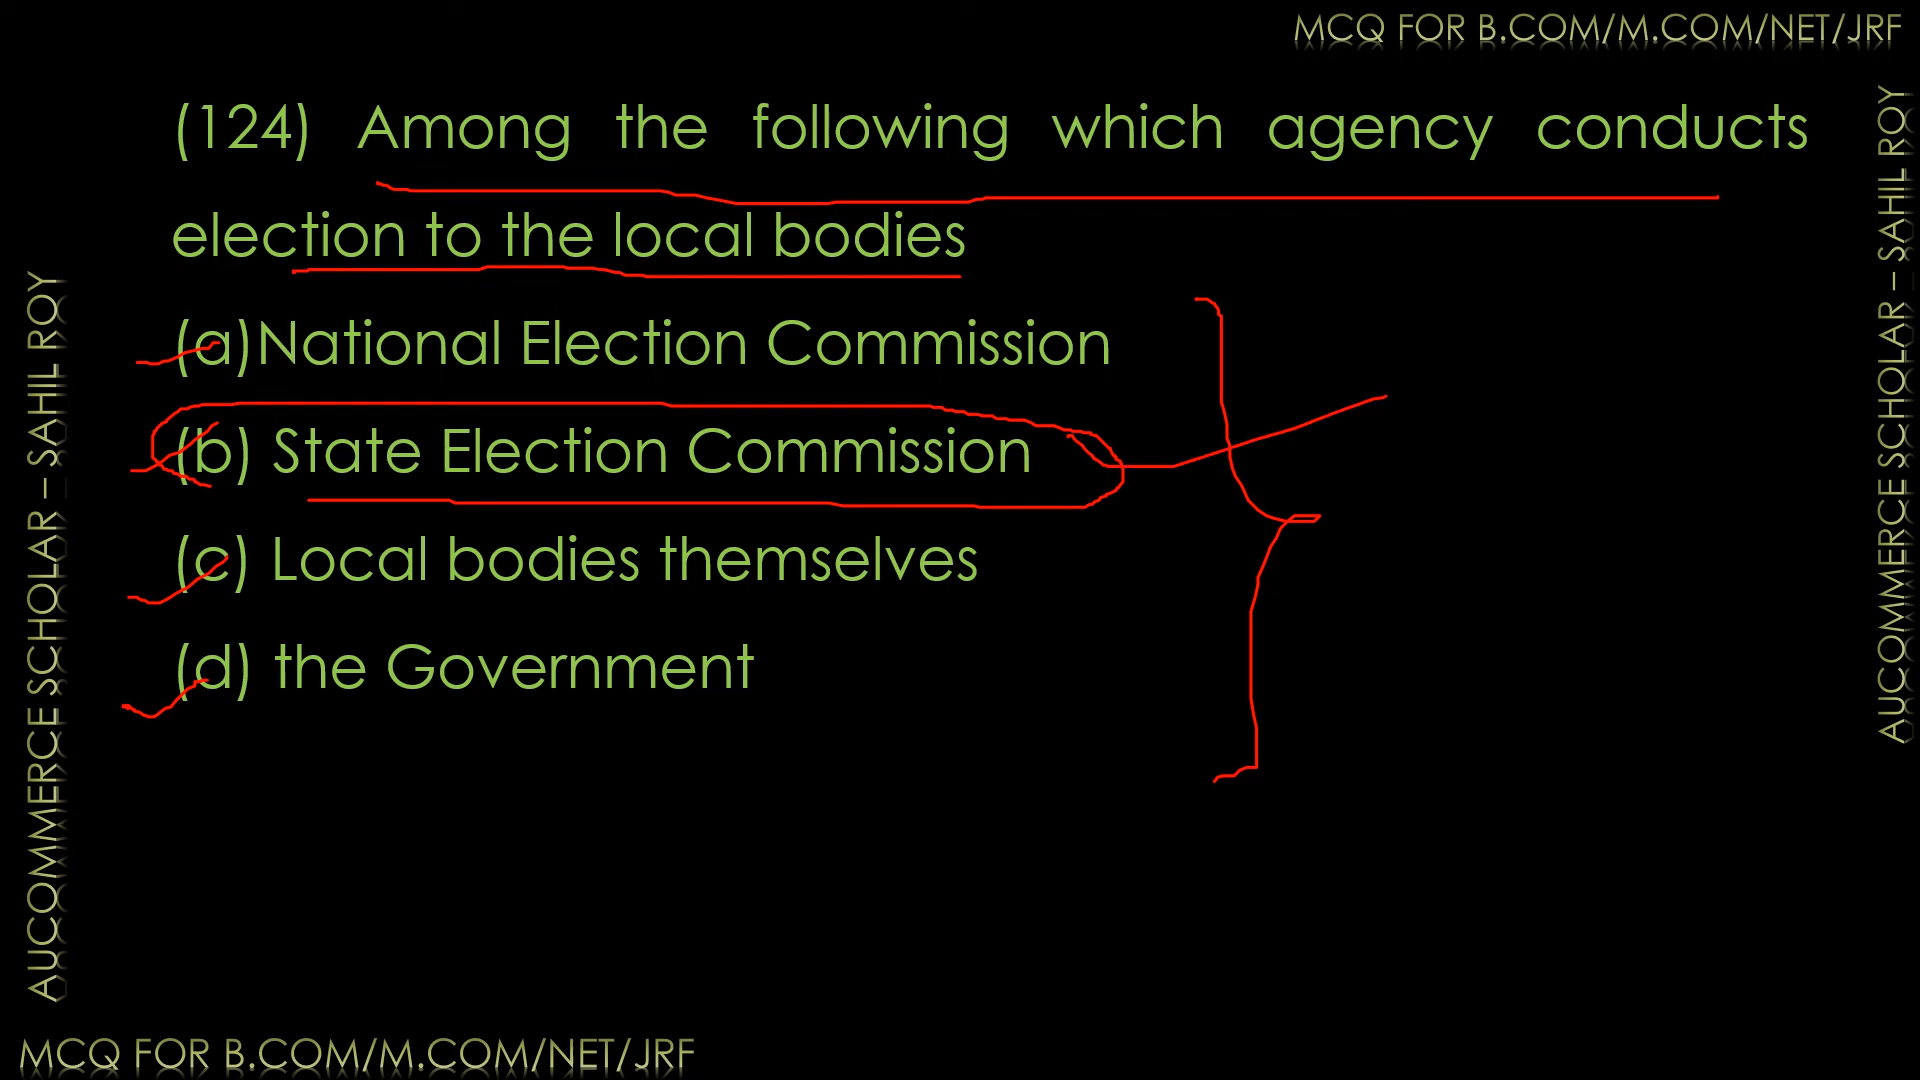 MCQ FOR B.COM/M.COM/NET/JRF
(124) Among the following which agency conducts
election to the local bodies
(a)National Election Commission
(b) State Election Commission
(c) Local bodies themselves
(d) the Government
AUCOMMERCE SCHOLAR – SAHIL ROY
AUCOMMERCE SCHOLAR – SAHIL ROY
MCQ FOR B.COM/M.COM/NET/JRF